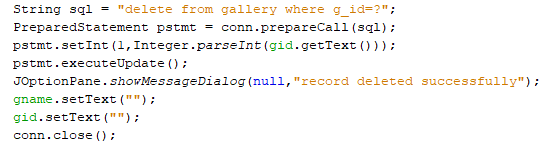 String sql = "delete from gallery where g_id=?";
PreparedStatement pstmt = conn.prepareCall(sql);
pstmt.setInt(1,Integer.parseInt(gid.getText()));
pstmt.executeUpdate();
JOptionPane.showMessageDialog(null,"record deleted successfully");
gname.setText("");
gid.setText("");
conn.close();